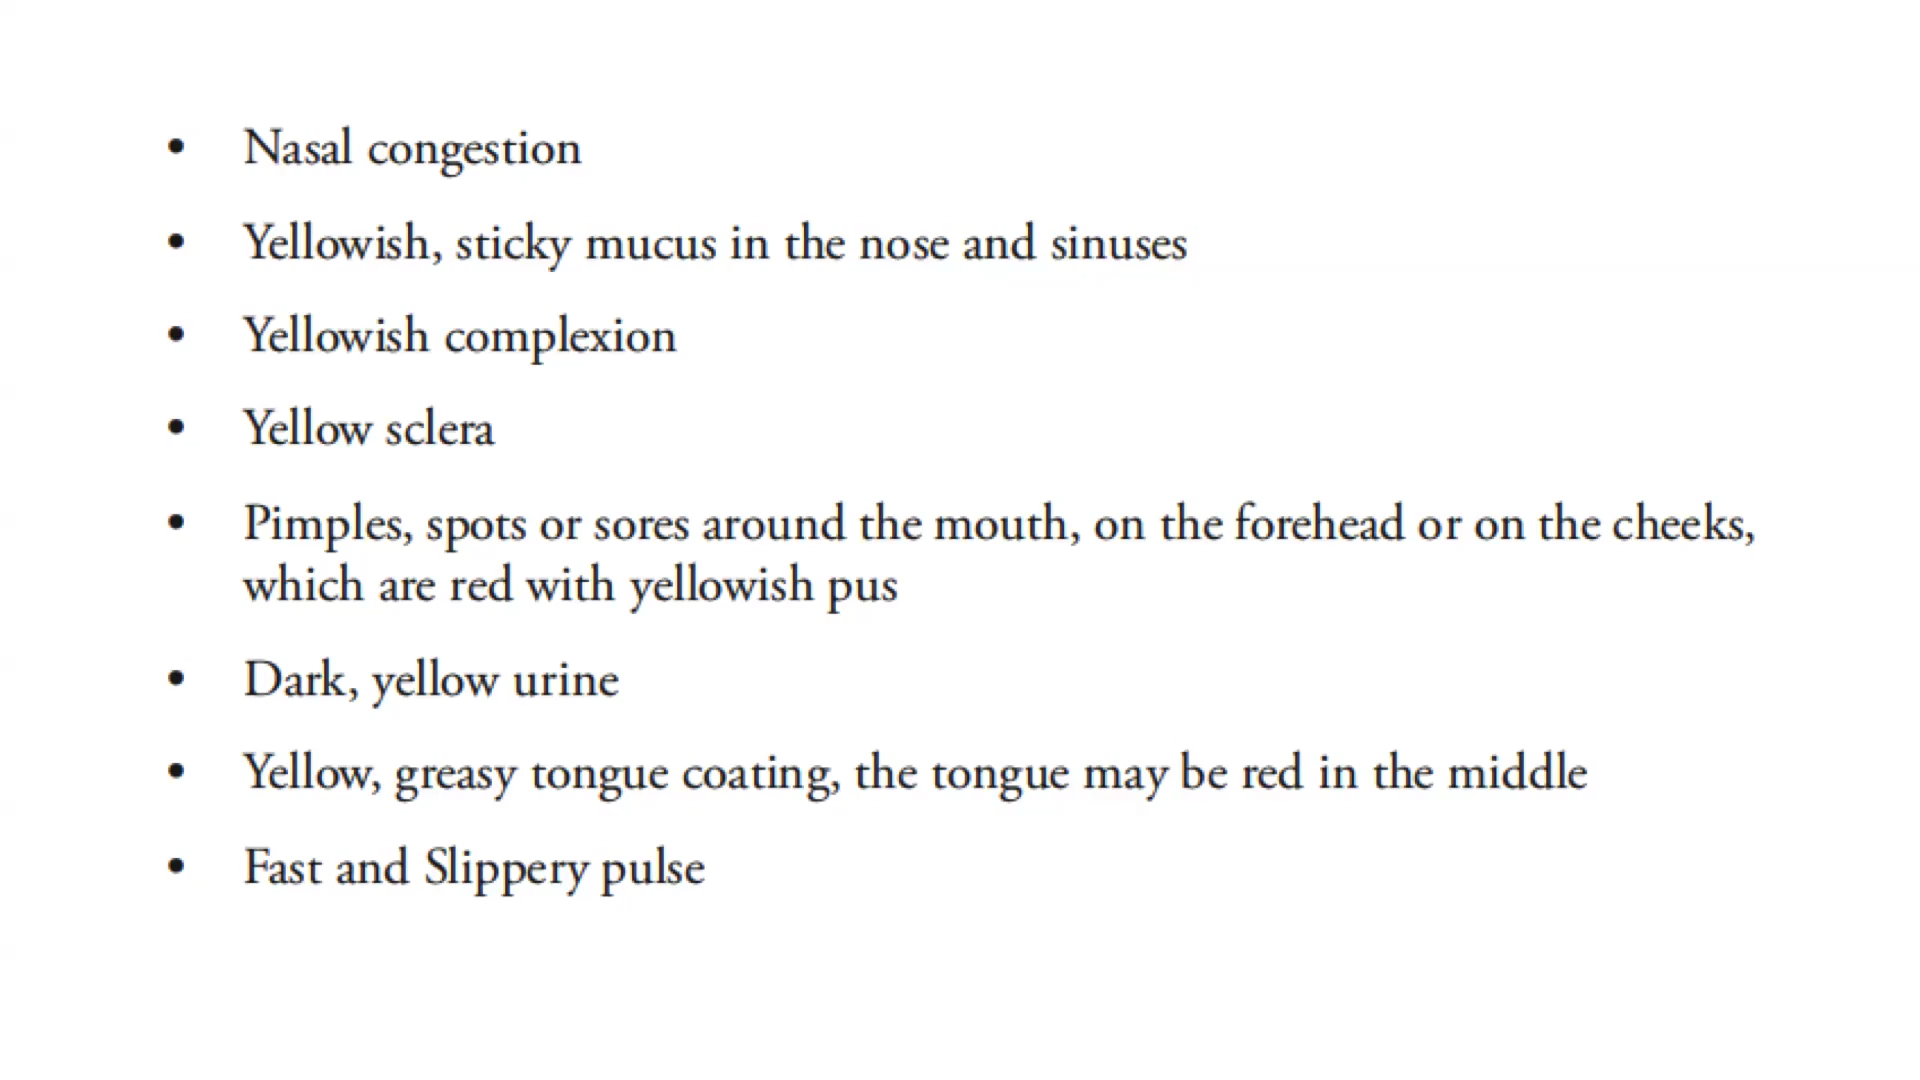 • Nasal congestion
• Yellowish, sticky mucus in the nose and sinuses
• Yellowish complexion
• Yellow sclera
• Pimples, spots or sores around the mouth, on the forehead or on the cheeks,
which are red with yellowish pus
• Dark, yellow urine
• Yellow, greasy tongue coating, the tongue may be red in the middle
• Fast and Slippery pulse